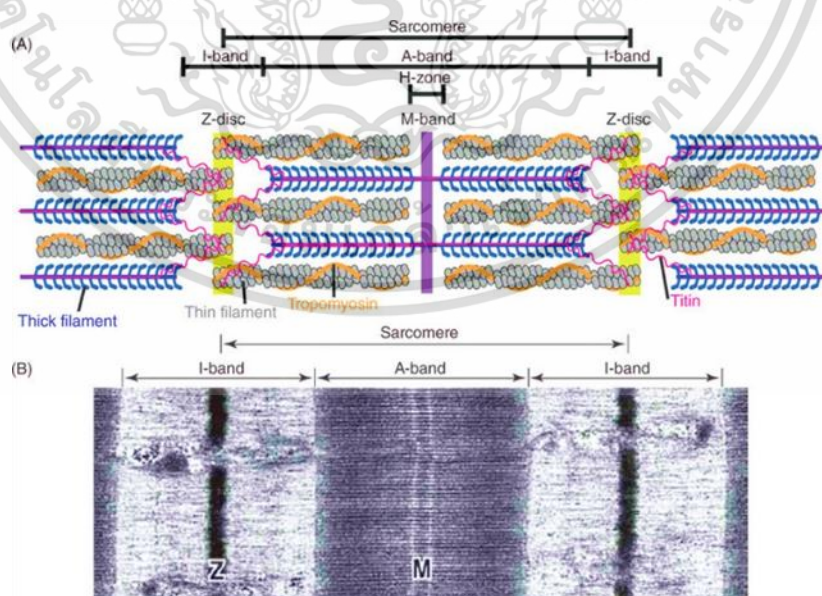 Sarcomere
(A)
I-band A-band I-band
H-zone
Z-disc M-band Z-disc
Thick filament Thin filament Tropomyosin Titin
Sarcomere
(B)
I-band A-band I-band
Z M